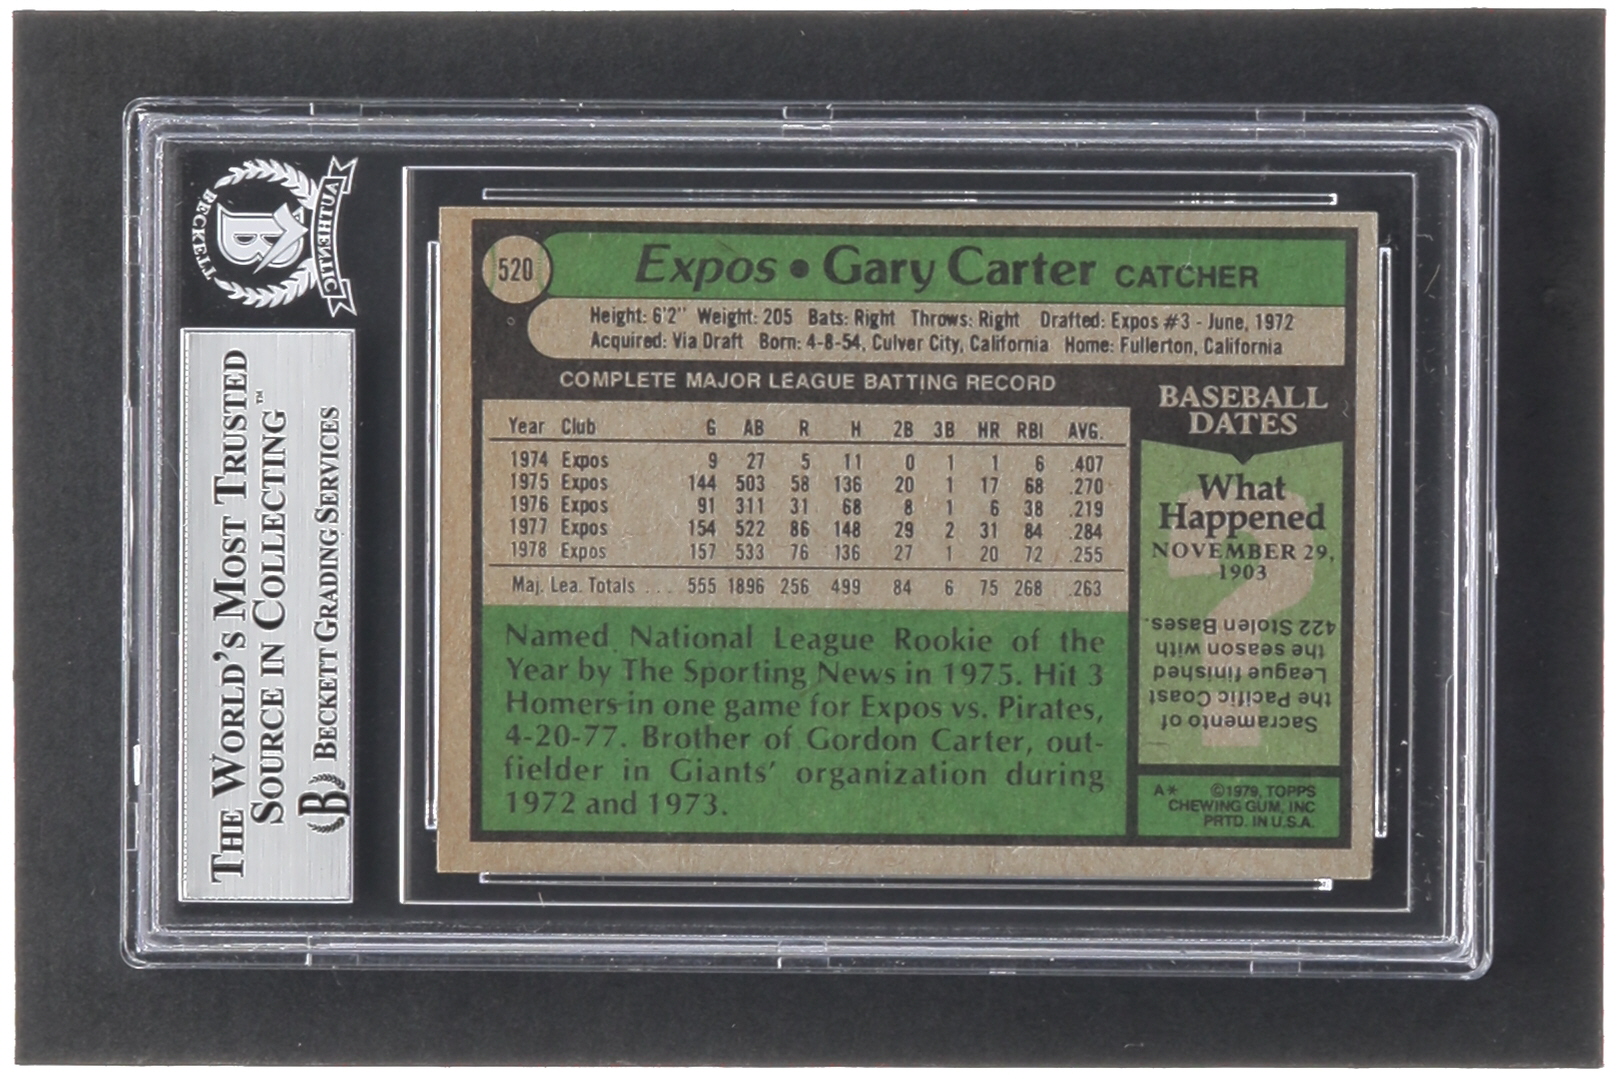 BECKETT
AUTHENTIC
THE WORLD'S MOST TRUSTED
SOURCE IN COLLECTING™
BECKETT GRADING SERVICES
520
Expos • Gary Carter CATCHER
Height: 6'2" Weight: 205 Bats: Right Throws: Right Drafted: Expos #3 - June, 1972
Acquired: Via Draft Born: 4-8-54, Culver City, California Home: Fullerton, California
COMPLETE MAJOR LEAGUE BATTING RECORD
Year Club G AB R H 2B 3B HR RBI AVG.
1974 Expos 9 27 5 11 0 1 1 6 .407
1975 Expos 144 503 58 136 20 1 17 68 .270
1976 Expos 91 311 31 68 8 1 6 38 .219
1977 Expos 154 522 86 148 29 2 31 84 .284
1978 Expos 157 533 76 136 27 1 20 72 .255
Maj. Lea. Totals ... 555 1896 256 499 84 6 75 268 .263
Named National League Rookie of the
Year by The Sporting News in 1975. Hit 3
Homers in one game for Expos vs. Pirates,
4-20-77. Brother of Gordon Carter, out-
fielder in Giants' organization during
1972 and 1973.
BASEBALL
DATES
What
Happened
NOVEMBER 29,
1903
Sacramento of
the Pacific Coast
League finished
the season with
422 Stolen Bases.
A* ©1979, TOPPS
CHEWING GUM, INC
PRTD. IN U.S.A.